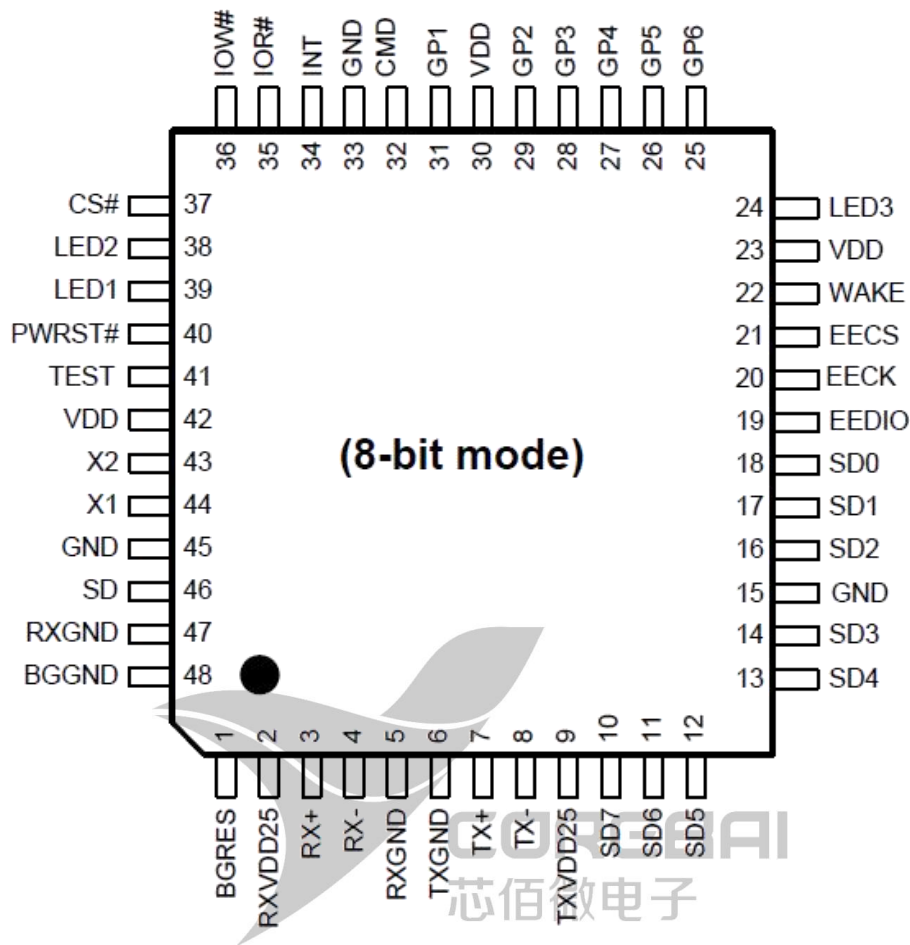 IOW# IOR# INT GND CMD GP1 VDD GP2 GP3 GP4 GP5 GP6
36 35 34 33 32 31 30 29 28 27 26 25
CS# 37 24 LED3
LED2 38 23 VDD
LED1 39 22 WAKE
PWRST# 40 21 EECS
TEST 41 20 EECK
VDD 42 19 EEDIO
X2 43 (8-bit mode) 18 SD0
X1 44 17 SD1
GND 45 16 SD2
SD 46 15 GND
RXGND 47 14 SD3
BGGND 48 13 SD4
1 2 3 4 5 6 7 8 9 10 11 12
BGRES RXVDD25 RX+ RX- RXGND TXGND TX+ TX- TXVDD25 SD7 SD6 SD5
COREBAI
芯佰微电子